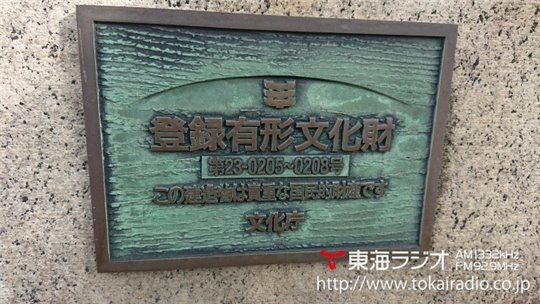 登録有形文化財
第23-0205~0208号
この建造物は貴重な国民的財産です
文化庁
東海ラジオ AM1332kHz
FM92.9MHz
http://www.tokairadio.co.jp